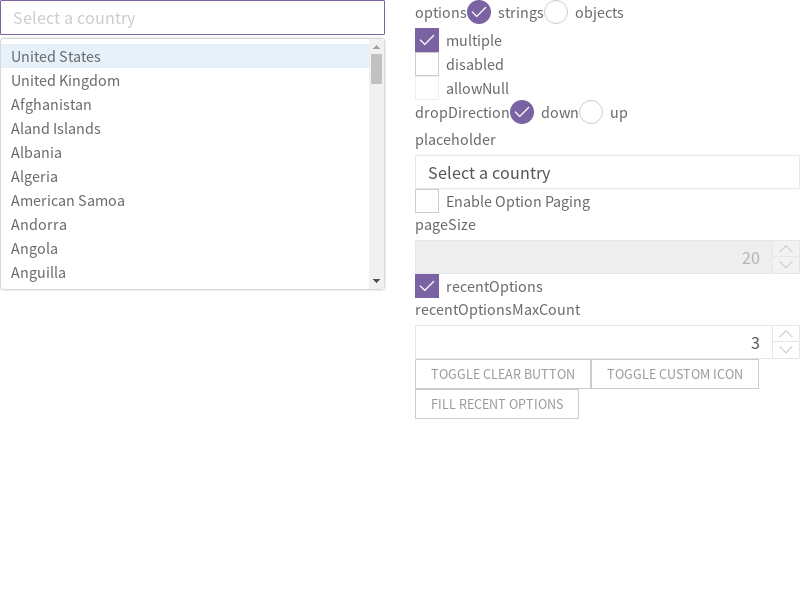 Select a country
United States
United Kingdom
Afghanistan
Aland Islands
Albania
Algeria
American Samoa
Andorra
Angola
Anguilla
options strings objects
multiple
disabled
allowNull
dropDirection down up
placeholder
Select a country
Enable Option Paging
pageSize
20
recentOptions
recentOptionsMaxCount
3
TOGGLE CLEAR BUTTON TOGGLE CUSTOM ICON
FILL RECENT OPTIONS